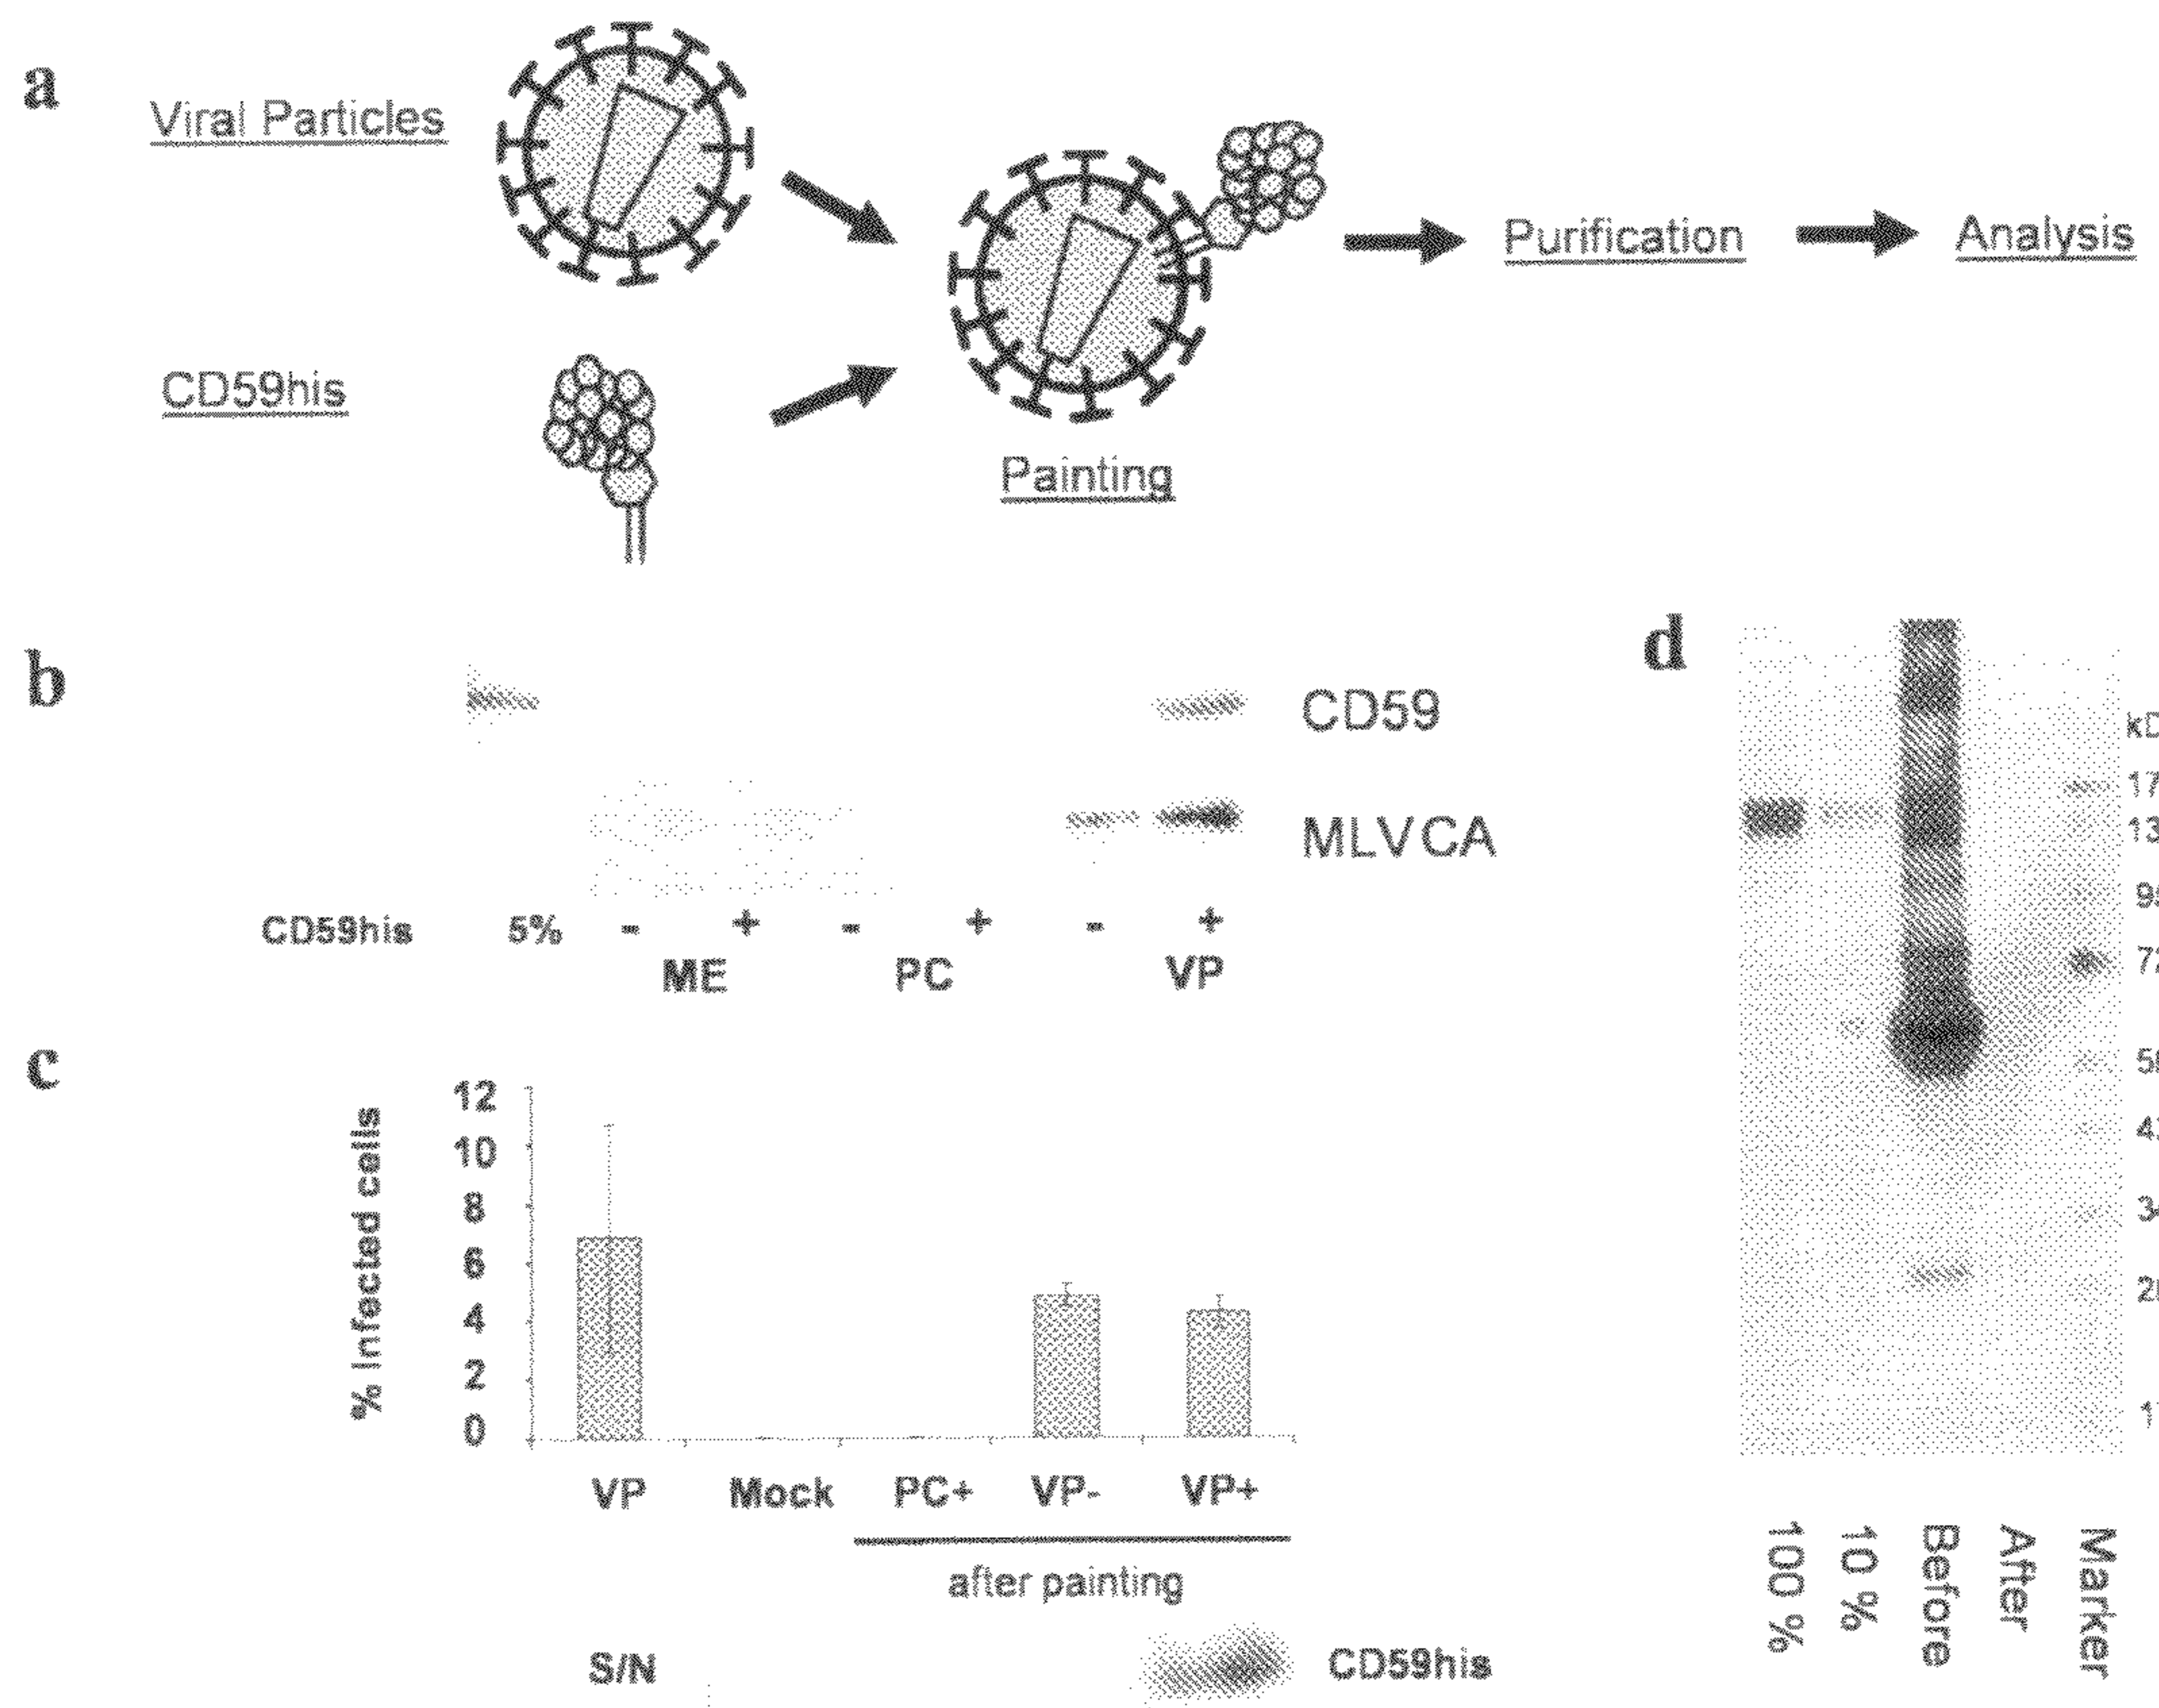 a
Viral Particles
CD59his
Painting
Purification
Analysis
b
CD59
MLVCA
CD59his 5% - + - + - +
ME PC VP
c
% Infected cells
12
10
8
6
4
2
0
VP Mock PC+ VP- VP+
after painting
S/N CD59his
d
72
100 % 10 % Before After Marker